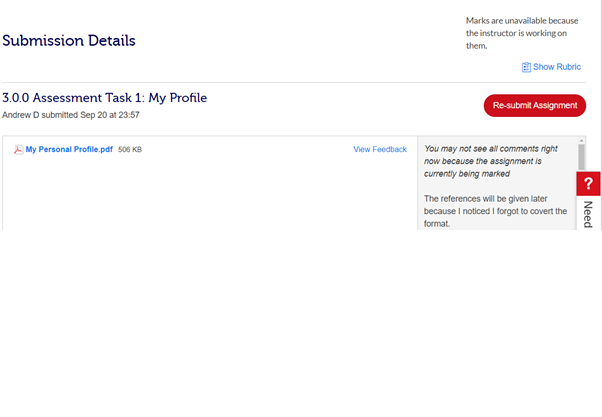 Marks are unavailable because
the instructor is working on
them.
Submission Details
Show Rubric
3.0.0 Assessment Task 1: My Profile
Re-submit Assignment
Andrew D submitted Sep 20 at 23:57
My Personal Profile.pdf 506 KB
View Feedback
You may not see all comments right
now because the assignment is
currently being marked
The references will be given later
because I noticed I forgot to covert the
format.
?
Need